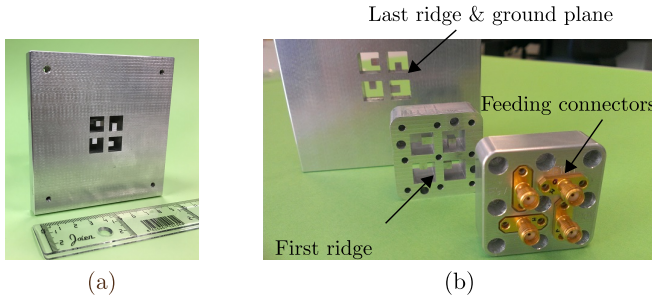 Last ridge & ground plane
Feeding connectors
First ridge
(a)
(b)